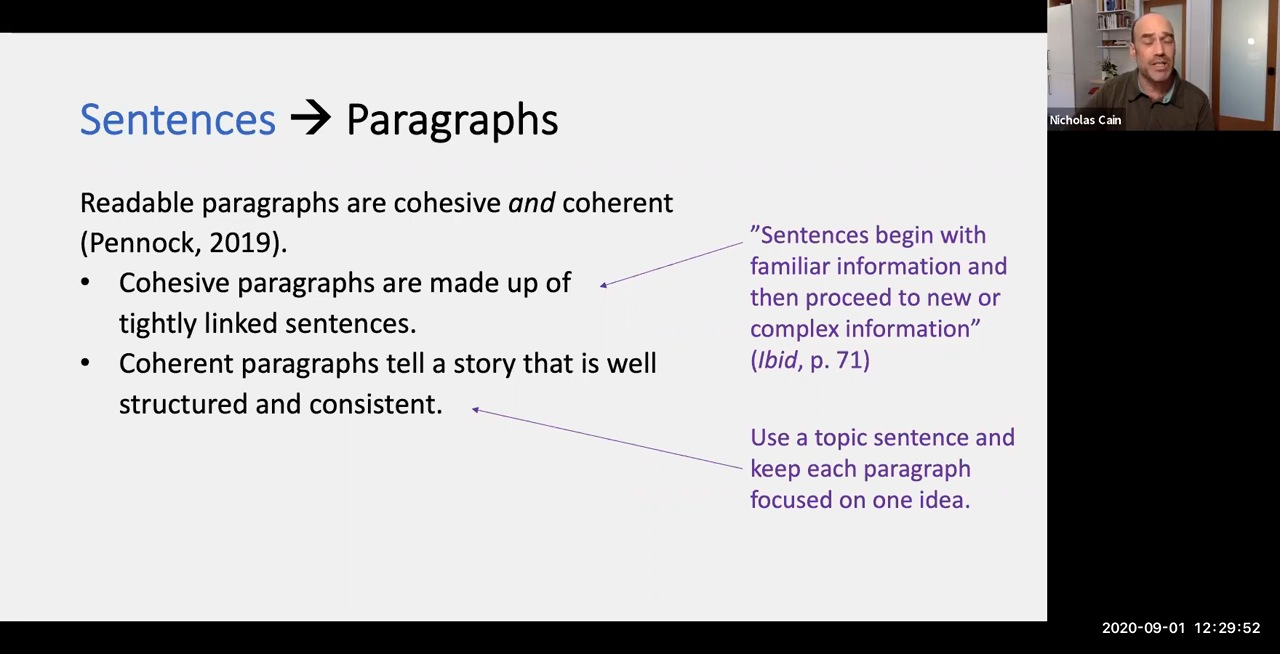 Sentences → Paragraphs
Readable paragraphs are cohesive and coherent
(Pennock, 2019).
• Cohesive paragraphs are made up of
tightly linked sentences.
• Coherent paragraphs tell a story that is well
structured and consistent.
”Sentences begin with
familiar information and
then proceed to new or
complex information”
(Ibid, p. 71)
Use a topic sentence and
keep each paragraph
focused on one idea.
Nicholas Cain
2020-09-01 12:29:52